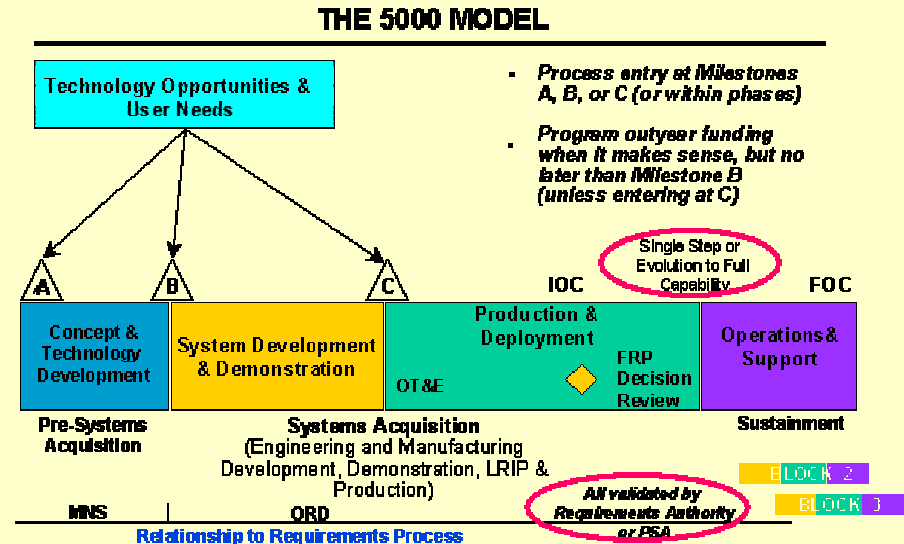 THE 5000 MODEL
Technology Opportunities &
User Needs
▪ Process entry at Milestones
A, B, or C (or within phases)
▪ Program outyear funding
when it makes sense, but no
later than Milestone B
(unless entering at C)
Single Step or
Evolution to Full
Capability
A
B
C
IOC
FOC
Concept &
Technology
Development
System Development
& Demonstration
Production &
Deployment
OT&E
FRP
Decision
Review
Operations&
Support
Pre-Systems
Acquisition
Systems Acquisition
(Engineering and Manufacturing
Development, Demonstration, LRIP &
Production)
Sustainment
BLOCK 2
BLOCK 3
All validated by
Requirements Authority
or PSA
MNS
ORD
Relationship to Requirements Process